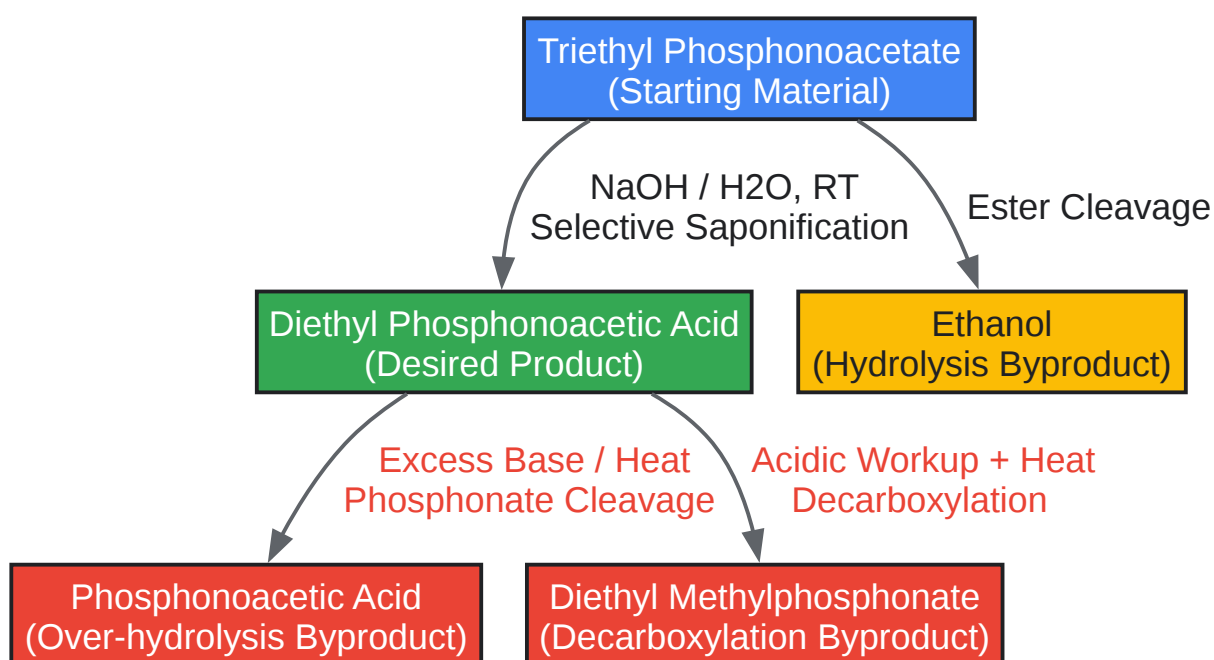 Triethyl Phosphonoacetate
(Starting Material)
NaOH / H2O, RT
Selective Saponification
Ester Cleavage
Diethyl Phosphonoacetic Acid
(Desired Product)
Ethanol
(Hydrolysis Byproduct)
Excess Base / Heat
Phosphonate Cleavage
Acidic Workup + Heat
Decarboxylation
Phosphonoacetic Acid
(Over-hydrolysis Byproduct)
Diethyl Methylphosphonate
(Decarboxylation Byproduct)